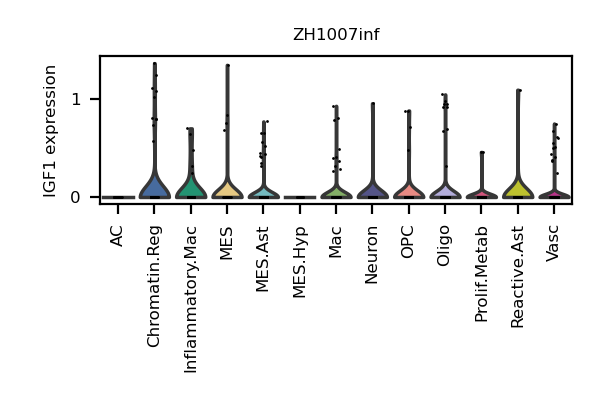 ZH1007inf
IGF1 expression
1
0
AC
Chromatin.Reg
Inflammatory.Mac
MES
MES.Ast
MES.Hyp
Mac
Neuron
OPC
Oligo
Prolif.Metab
Reactive.Ast
Vasc